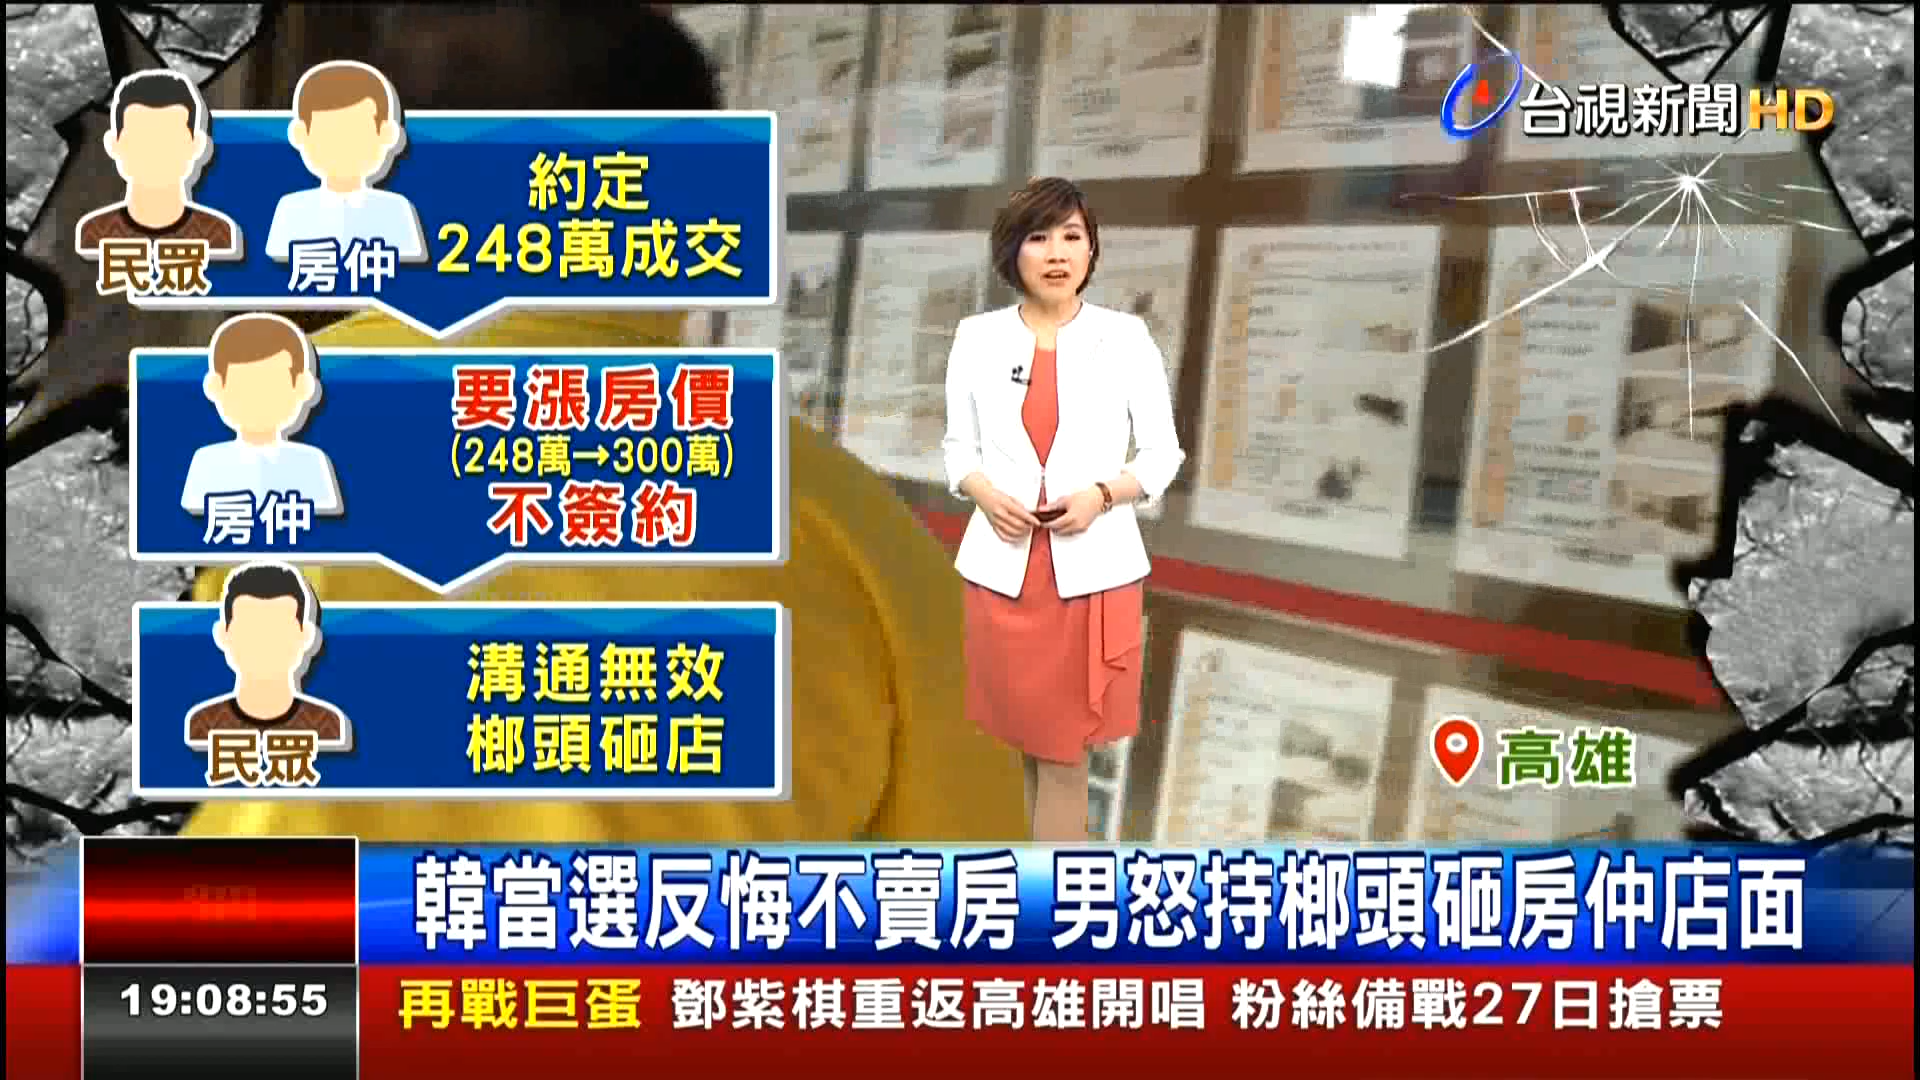 台視新聞HD
民眾
房仲
約定
248萬成交
房仲
要漲房價
(248萬→300萬)
不簽約
民眾
溝通無效
榔頭砸店
高雄
韓當選反悔不賣房 男怒持榔頭砸房仲店面
19:08:55
再戰巨蛋 鄧紫棋重返高雄開唱 粉絲備戰27日搶票